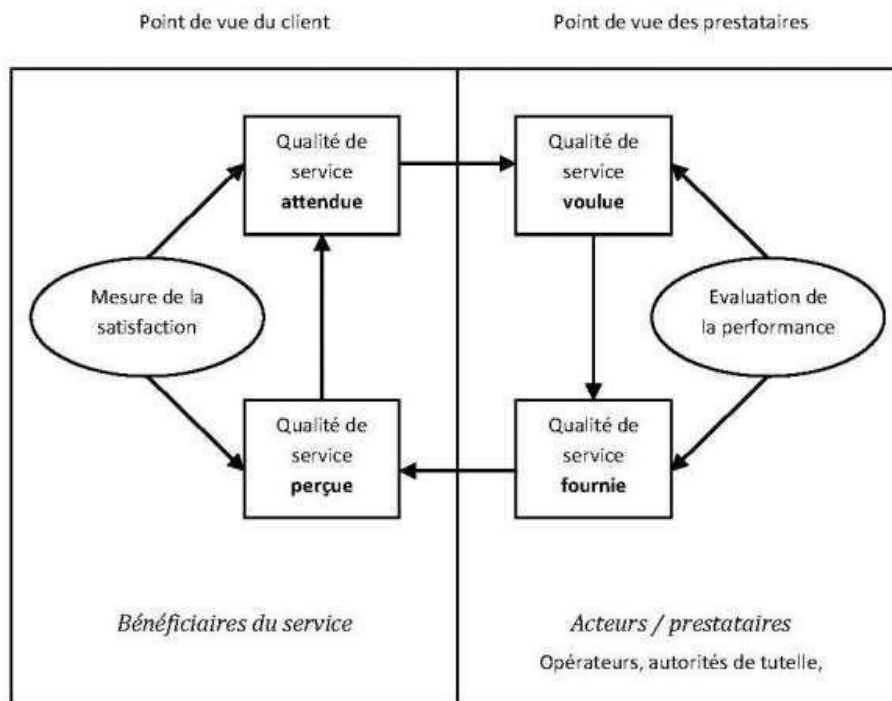 Point de vue du client
Point de vue des prestataires
Qualité de
service
attendue
Qualité de
service
voulue
Mesure de la
satisfaction
Evaluation de
la performance
Qualité de
service
perçue
Qualité de
service
fournie
Bénéficiaires du service
Acteurs / prestataires
Opérateurs, autorités de tutelle,